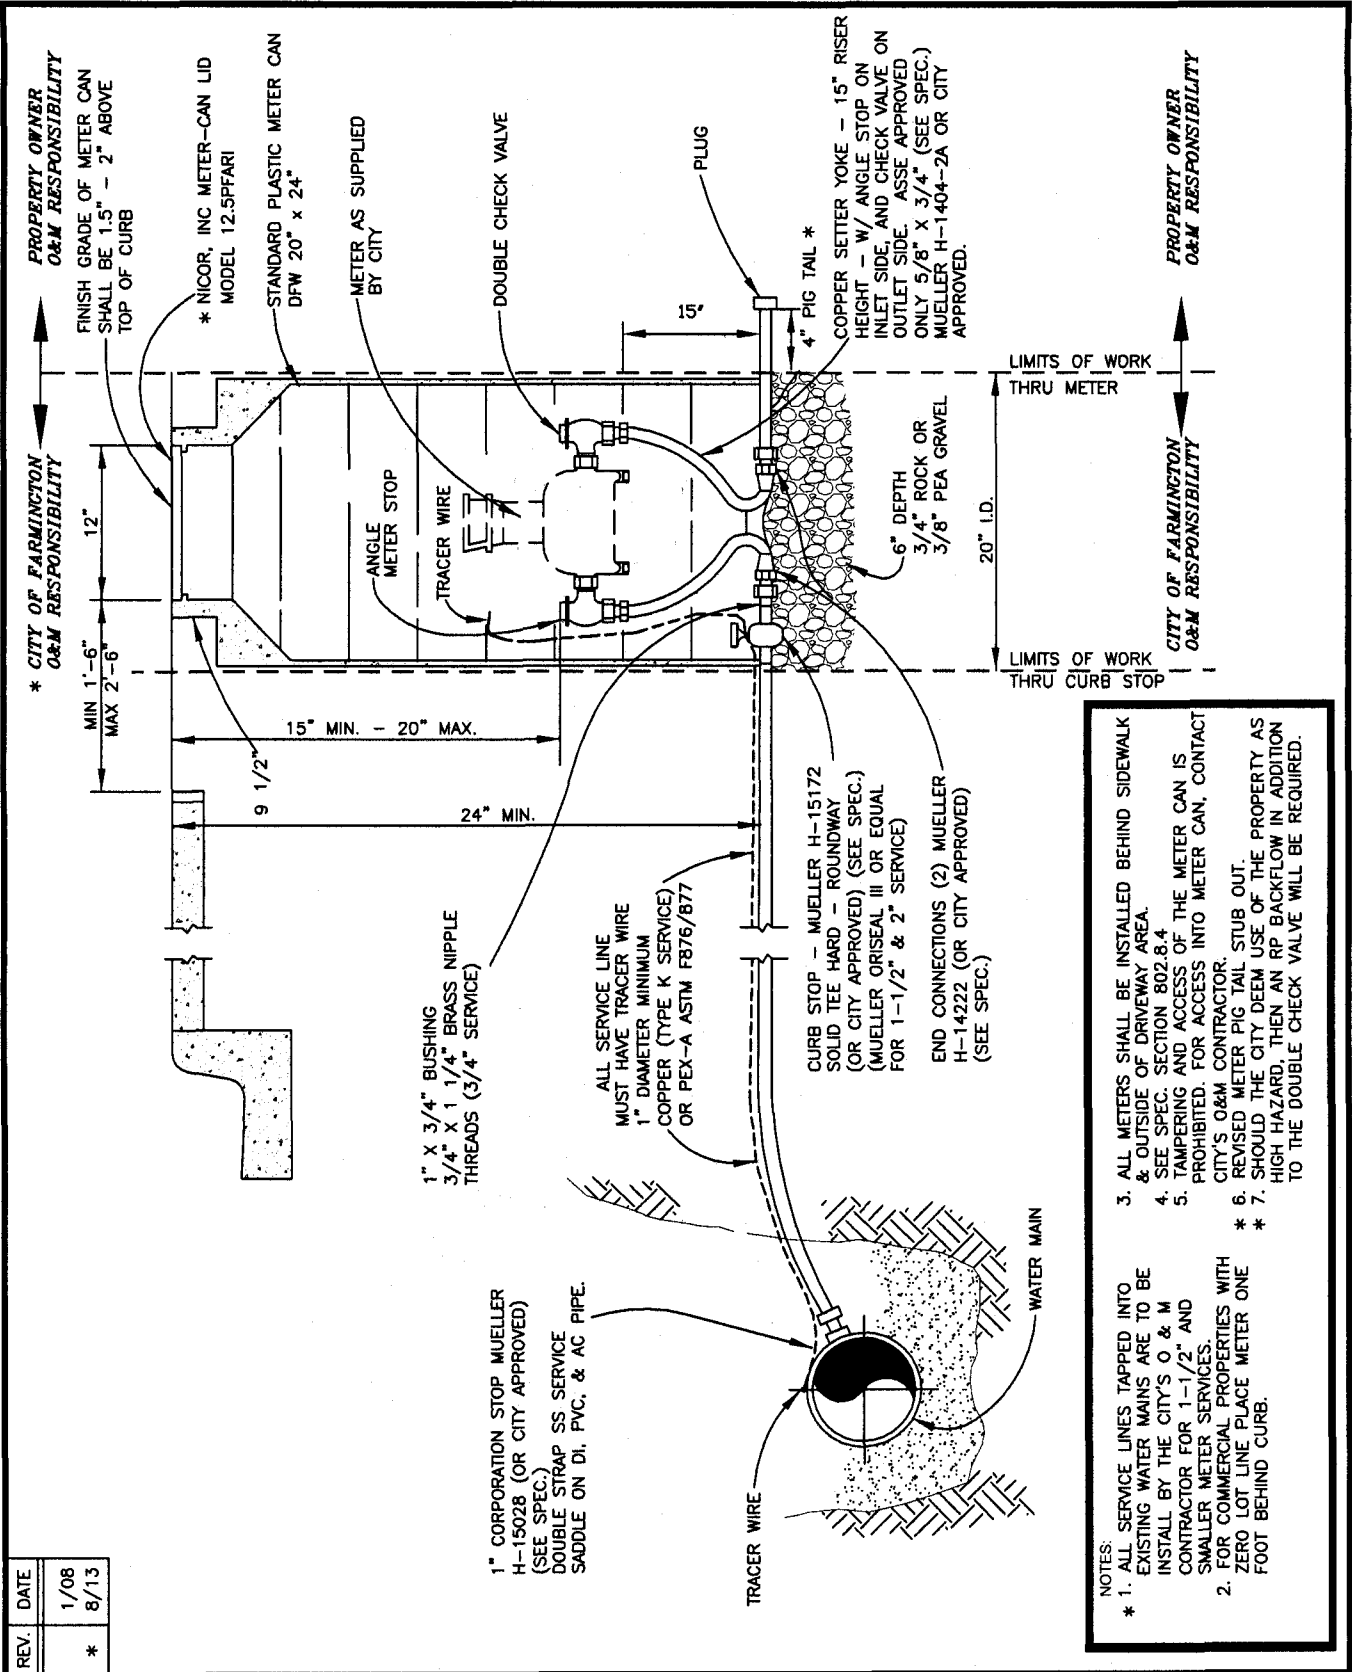 REV. DATE
1/08
* 8/13
* CITY OF FARMINGTON
O&M RESPONSIBILITY
PROPERTY OWNER
O&M RESPONSIBILITY
FINISH GRADE OF METER CAN
SHALL BE 1.5" - 2" ABOVE
TOP OF CURB
* NICOR, INC METER-CAN LID
MODEL 12.5PFARI
STANDARD PLASTIC METER CAN
DFW 20" x 24"
METER AS SUPPLIED
BY CITY
DOUBLE CHECK VALVE
PLUG
MIN 1'-6"
MAX 2'-6"
12"
9 1/2"
15" MIN. - 20" MAX.
24" MIN.
ANGLE
METER STOP
TRACER WIRE
15"
4" PIG TAIL *
COPPER SETTER YOKE - 15" RISER
HEIGHT - W/ ANGLE STOP ON
INLET SIDE, AND CHECK VALVE ON
OUTLET SIDE. ASSE APPROVED
ONLY 5/8" X 3/4" (SEE SPEC.)
MUELLER H-1404-2A OR CITY
APPROVED.
1" X 3/4" BUSHING
3/4" X 1 1/4" BRASS NIPPLE
THREADS (3/4" SERVICE)
ALL SERVICE LINE
MUST HAVE TRACER WIRE
1" DIAMETER MINIMUM
COPPER (TYPE K SERVICE)
OR PEX-A ASTM F876/877
1" CORPORATION STOP MUELLER
H-15028 (OR CITY APPROVED)
(SEE SPEC.)
DOUBLE STRAP SS SERVICE
SADDLE ON DI, PVC, & AC PIPE.
TRACER WIRE
WATER MAIN
CURB STOP - MUELLER H-15172
SOLID TEE HARD - ROUNDWAY
(OR CITY APPROVED) (SEE SPEC.)
(MUELLER ORISEAL III OR EQUAL
FOR 1-1/2" & 2" SERVICE)
END CONNECTIONS (2) MUELLER
H-14222 (OR CITY APPROVED)
(SEE SPEC.)
6" DEPTH
3/4" ROCK OR
3/8" PEA GRAVEL
20" I.D.
LIMITS OF WORK
THRU CURB STOP
LIMITS OF WORK
THRU METER
CITY OF FARMINGTON
O&M RESPONSIBILITY
PROPERTY OWNER
O&M RESPONSIBILITY
NOTES:
* 1. ALL SERVICE LINES TAPPED INTO
EXISTING WATER MAINS ARE TO BE
INSTALL BY THE CITY'S O & M
CONTRACTOR FOR 1-1/2" AND
SMALLER METER SERVICES.
2. FOR COMMERCIAL PROPERTIES WITH
ZERO LOT LINE PLACE METER ONE
FOOT BEHIND CURB.
3. ALL METERS SHALL BE INSTALLED BEHIND SIDEWALK
& OUTSIDE OF DRIVEWAY AREA.
4. SEE SPEC. SECTION 802.8.4
5. TAMPERING AND ACCESS OF THE METER CAN IS
PROHIBITED. FOR ACCESS INTO METER CAN, CONTACT
CITY'S O&M CONTRACTOR.
* 6. REVISED METER PIG TAIL STUB OUT.
* 7. SHOULD THE CITY DEEM USE OF THE PROPERTY AS
HIGH HAZARD, THEN AN RP BACKFLOW IN ADDITION
TO THE DOUBLE CHECK VALVE WILL BE REQUIRED.